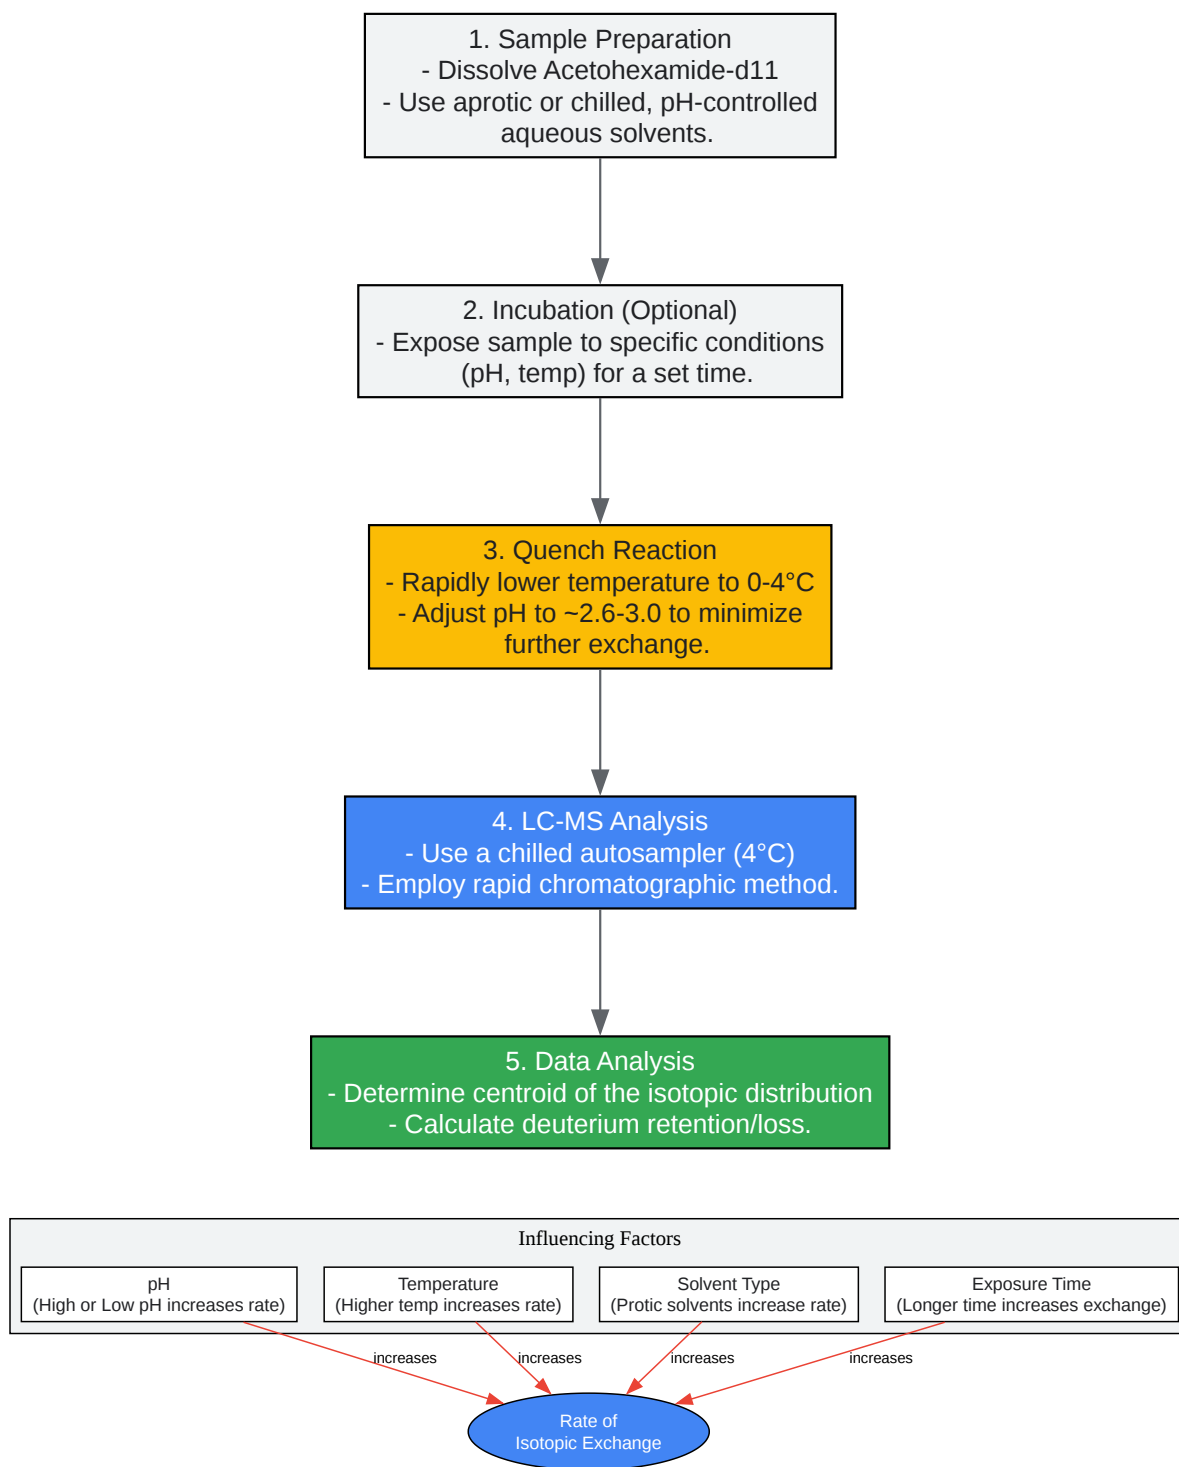 1. Sample Preparation
- Dissolve Acetohexamide-d11
- Use aprotic or chilled, pH-controlled
aqueous solvents.
2. Incubation (Optional)
- Expose sample to specific conditions
(pH, temp) for a set time.
3. Quench Reaction
- Rapidly lower temperature to 0-4°C
- Adjust pH to ~2.6-3.0 to minimize
further exchange.
4. LC-MS Analysis
- Use a chilled autosampler (4°C)
- Employ rapid chromatographic method.
5. Data Analysis
- Determine centroid of the isotopic distribution
- Calculate deuterium retention/loss.
Influencing Factors
pH
(High or Low pH increases rate)
Temperature
(Higher temp increases rate)
Solvent Type
(Protic solvents increase rate)
Exposure Time
(Longer time increases exchange)
increases
increases
increases
increases
Rate of
Isotopic Exchange